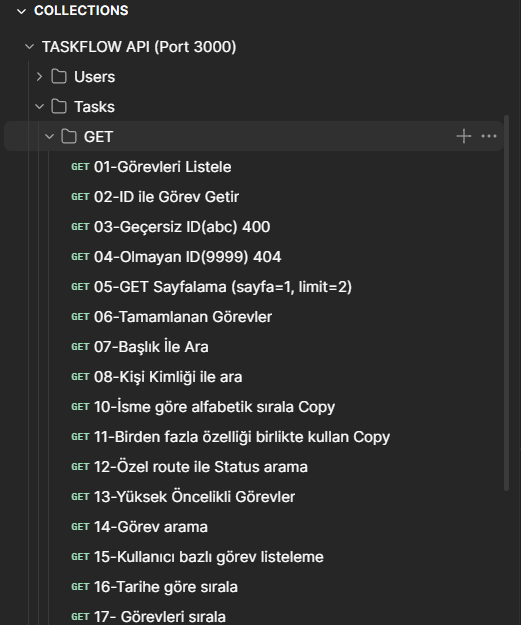 COLLECTIONS
TASKFLOW API (Port 3000)
Users
Tasks
GET
GET 01-Görevleri Listele
GET 02-ID ile Görev Getir
GET 03-Geçersiz ID(abc) 400
GET 04-Olmayan ID(9999) 404
GET 05-GET Sayfalama (sayfa=1, limit=2)
GET 06-Tamamlanan Görevler
GET 07-Başlık İle Ara
GET 08-Kişi Kimliği ile ara
GET 10-İsme göre alfabetik sırala Copy
GET 11-Birden fazla özelliği birlikte kullan Copy
GET 12-Özel route ile Status arama
GET 13-Yüksek Öncelikli Görevler
GET 14-Görev arama
GET 15-Kullanıcı bazlı görev listeleme
GET 16-Tarihe göre sırala
GET 17- Görevleri sırala